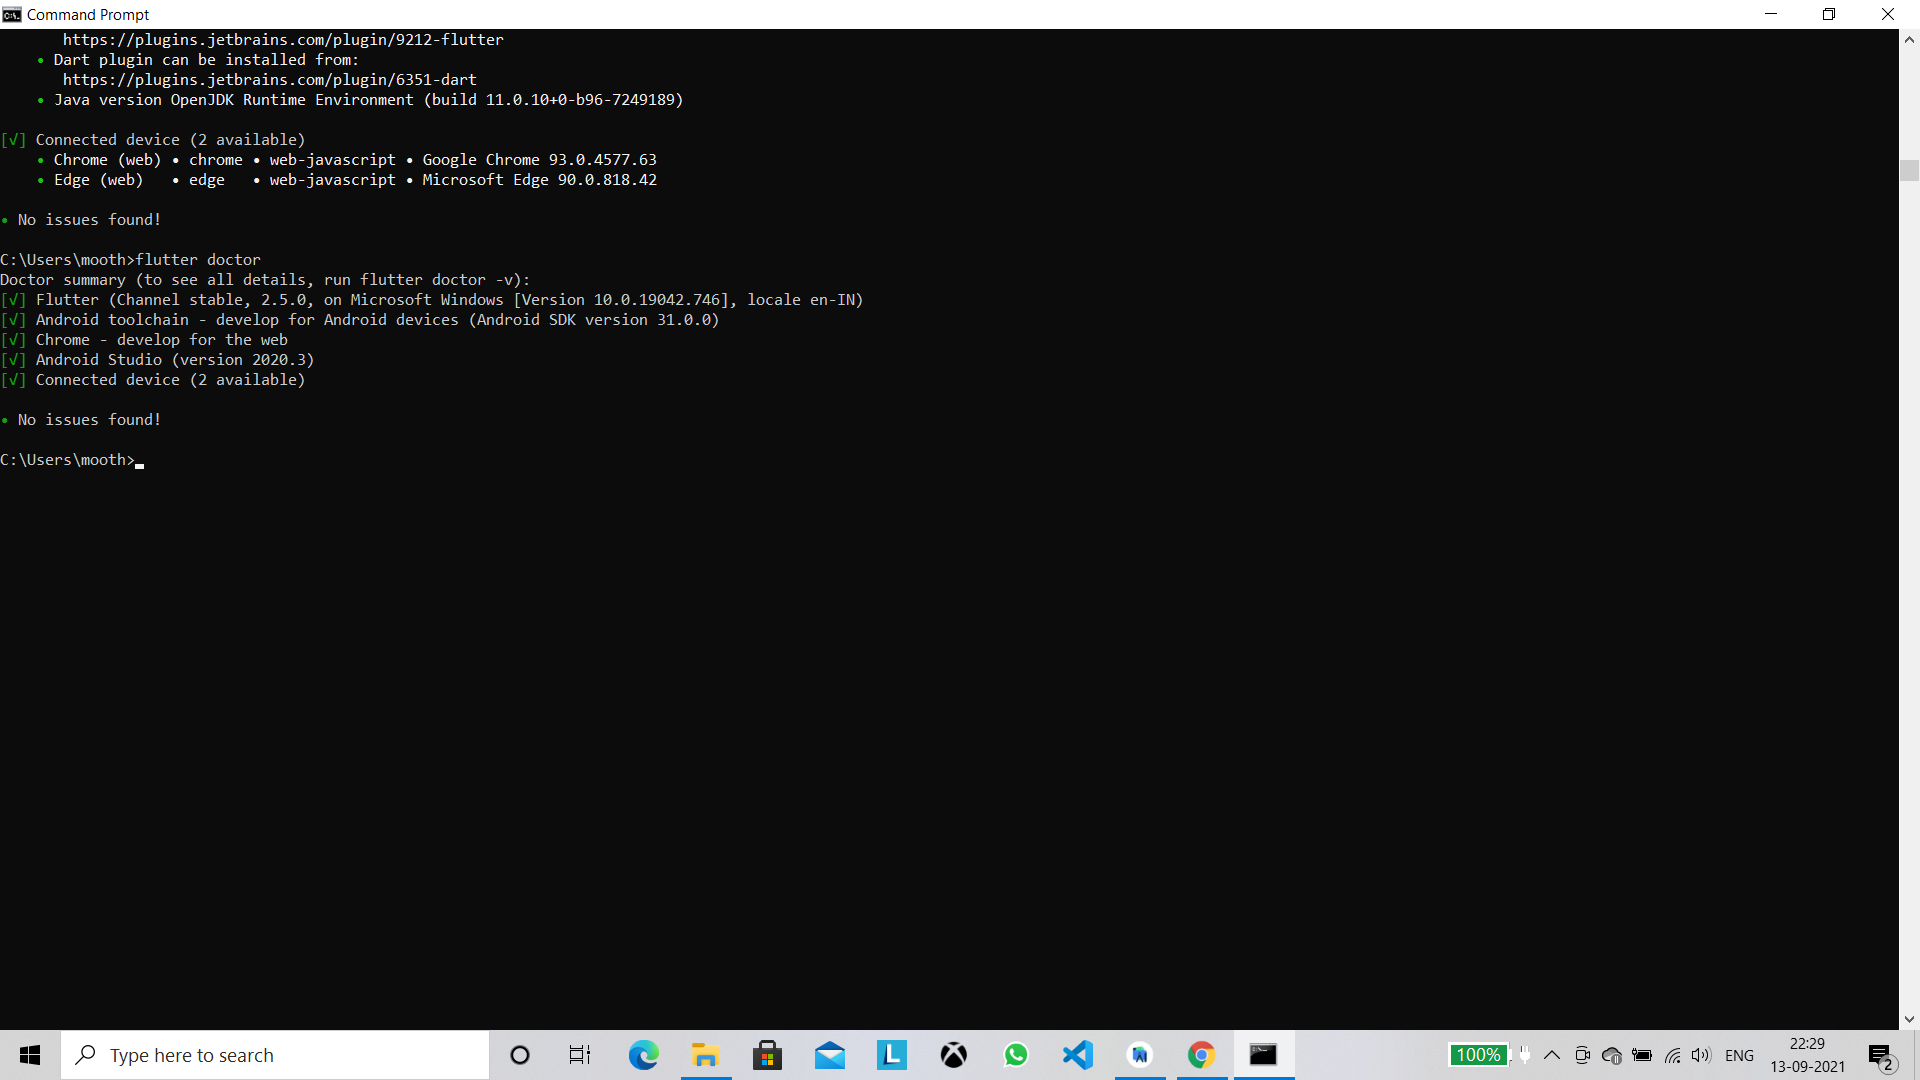 Command Prompt
https://plugins.jetbrains.com/plugin/9212-flutter
• Dart plugin can be installed from:
https://plugins.jetbrains.com/plugin/6351-dart
• Java version OpenJDK Runtime Environment (build 11.0.10+0-b96-7249189)
[√] Connected device (2 available)
• Chrome (web) • chrome • web-javascript • Google Chrome 93.0.4577.63
• Edge (web)   • edge   • web-javascript • Microsoft Edge 90.0.818.42
• No issues found!
C:\Users\mooth>flutter doctor
Doctor summary (to see all details, run flutter doctor -v):
[√] Flutter (Channel stable, 2.5.0, on Microsoft Windows [Version 10.0.19042.746], locale en-IN)
[√] Android toolchain - develop for Android devices (Android SDK version 31.0.0)
[√] Chrome - develop for the web
[√] Android Studio (version 2020.3)
[√] Connected device (2 available)
• No issues found!
C:\Users\mooth>
Type here to search
L
100%
ENG
22:29
13-09-2021
2